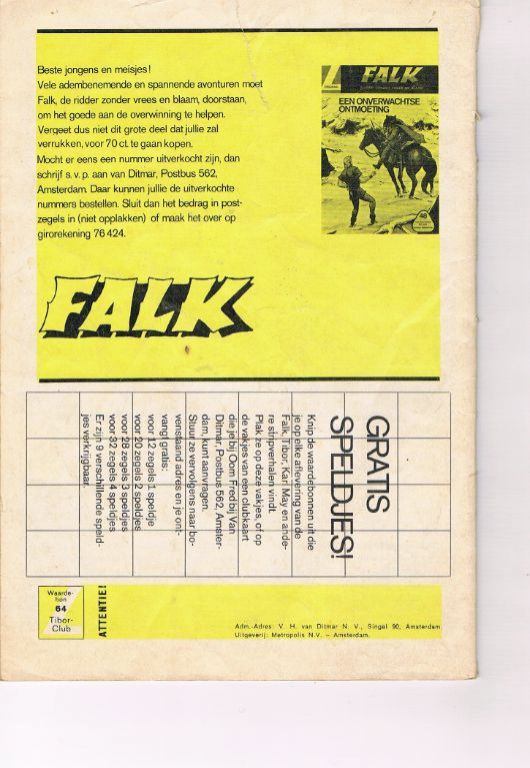 Beste jongens en meisjes!
Vele adembenemende en spannende avonturen moet
Falk, de ridder zonder vrees en blaam, doorstaan,
om het goede aan de overwinning te helpen.
Vergeet dus niet dit grote deel dat jullie zal
verrukken, voor 70 ct. te gaan kopen.
Mocht er eens een nummer uitverkocht zijn, dan
schrijf s.v.p. aan van Ditmar, Postbus 562,
Amsterdam. Daar kunnen jullie de uitverkochte
nummers bestellen. Sluit dan het bedrag in post-
zegels in (niet opplakken) of maak het over op
girorekening 76424.
FALK
EEN ONVERWACHTSE
ONTMOETING
48
FALK
GRATIS
SPELDJES!
Knip de waardebonnen uit die
je op elke aflevering van de
Falk, Tibor, Karl May en ande-
re stripverhalen vindt.
Plak ze op deze vakjes, of op
de vakjes van een clubkaart
die je bij Oom Fred bij Van
Ditmar, Postbus 562, Amster-
dam, kunt aanvragen.
Stuur ze vervolgens naar bo-
venstaand adres en je ont-
vangt gratis:
voor 12 zegels 1 speldje
voor 20 zegels 2 speldjes
voor 28 zegels 3 speldjes
voor 32 zegels 4 speldjes
Er zijn 9 verschillende speld-
jes verkrijgbaar.
Waarde-
bon
64
Tibor-
Club
ATTENTIE!
Adm.-Adres: V. H. van Ditmar N. V., Singel 90, Amsterdam
Uitgeverij: Metropolis N.V. – Amsterdam.